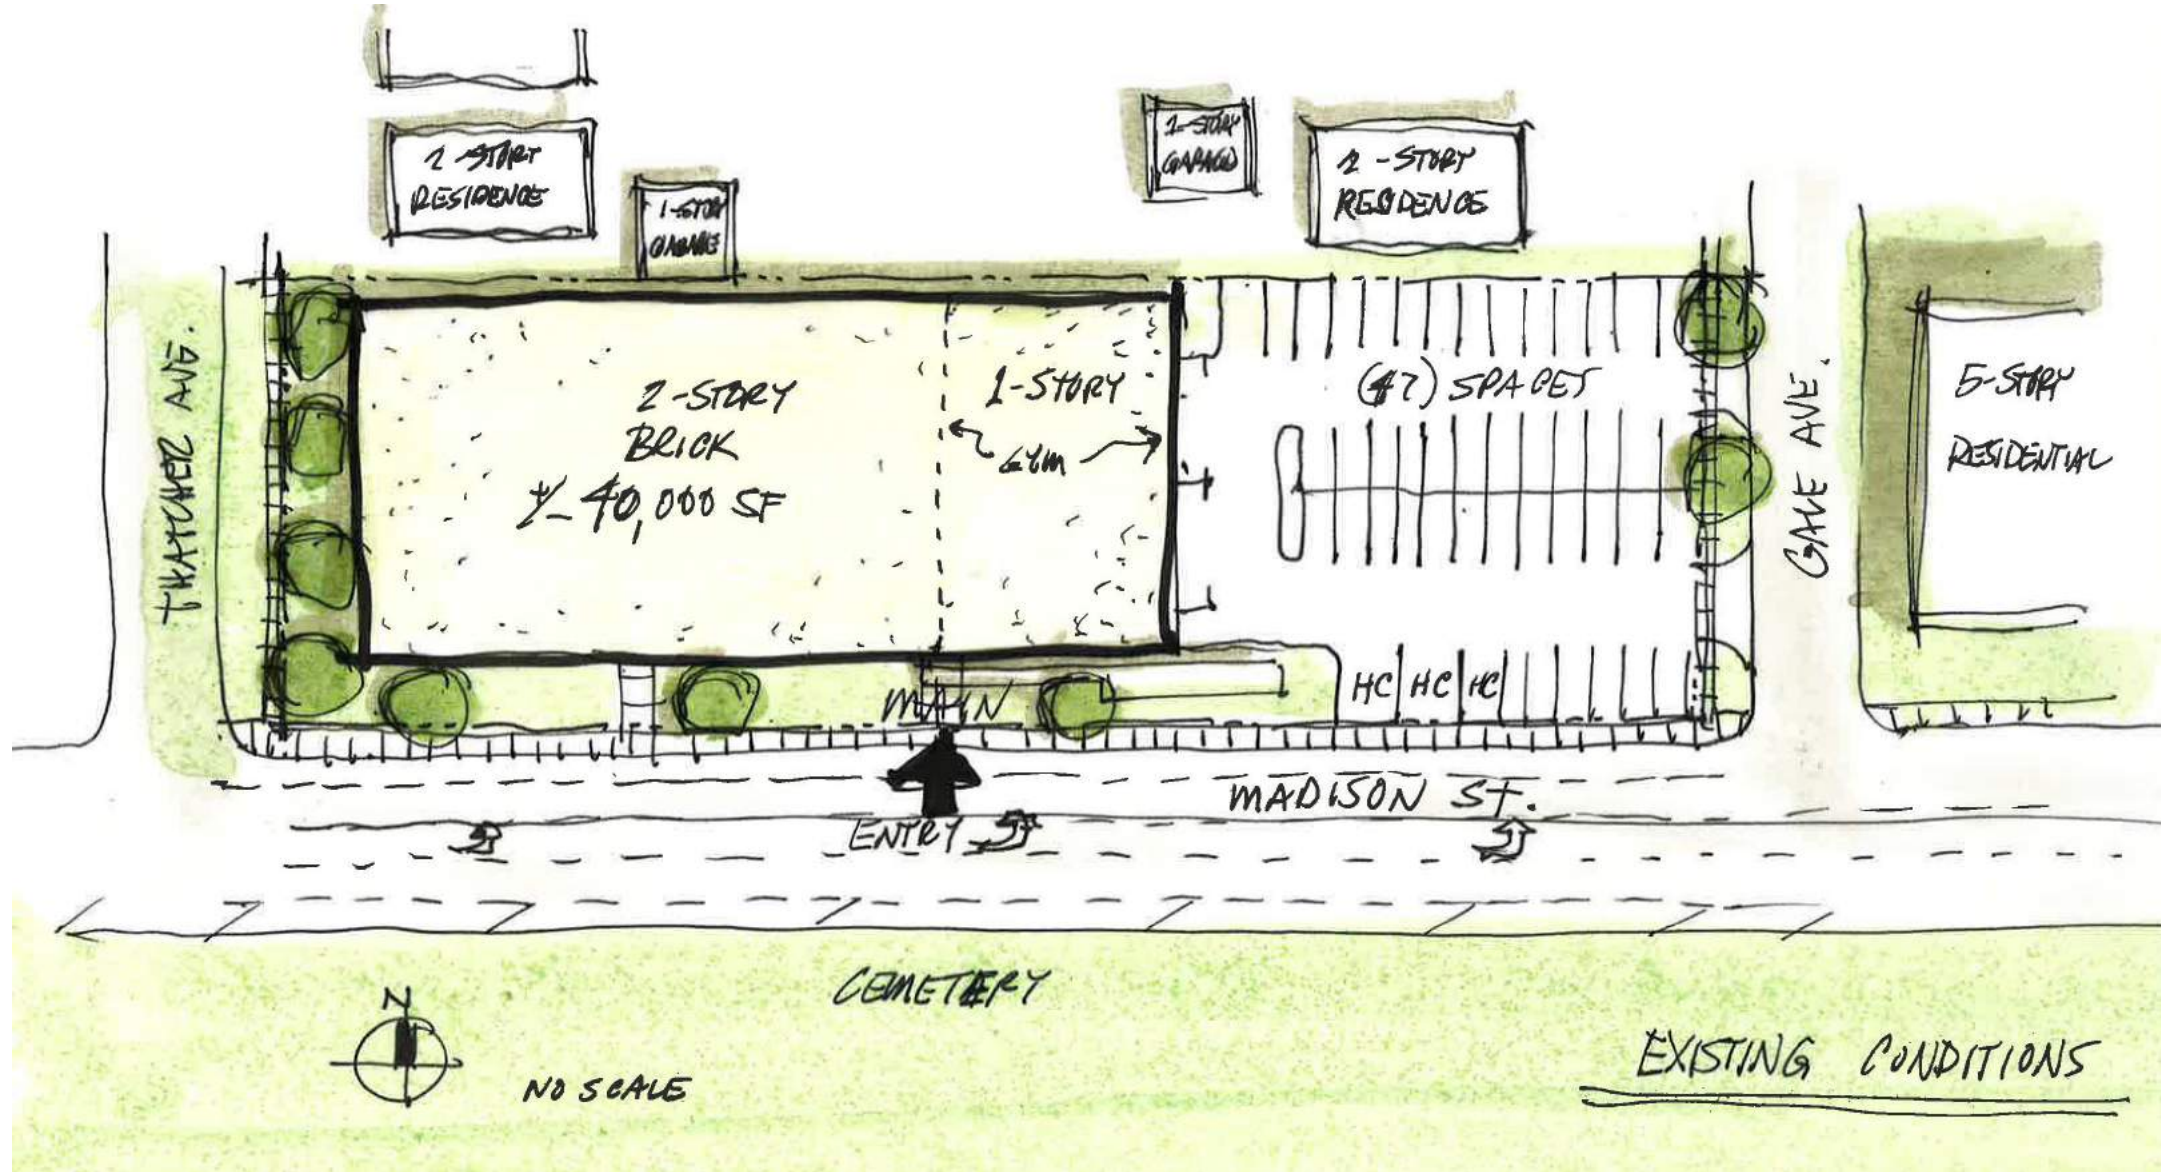 2-STORY
RESIDENCE
1-STORY
GARAGE
1-STORY
GARAGE
2-STORY
RESIDENCE
THATCHER AVE.
2-STORY
BRICK
+/- 40,000 SF
1-STORY
GYM
(47) SPACES
GALE AVE.
5-STORY
RESIDENTIAL
HC HC HC
MAIN
ENTRY
MADISON ST.
CEMETERY
N
NO SCALE
EXISTING CONDITIONS